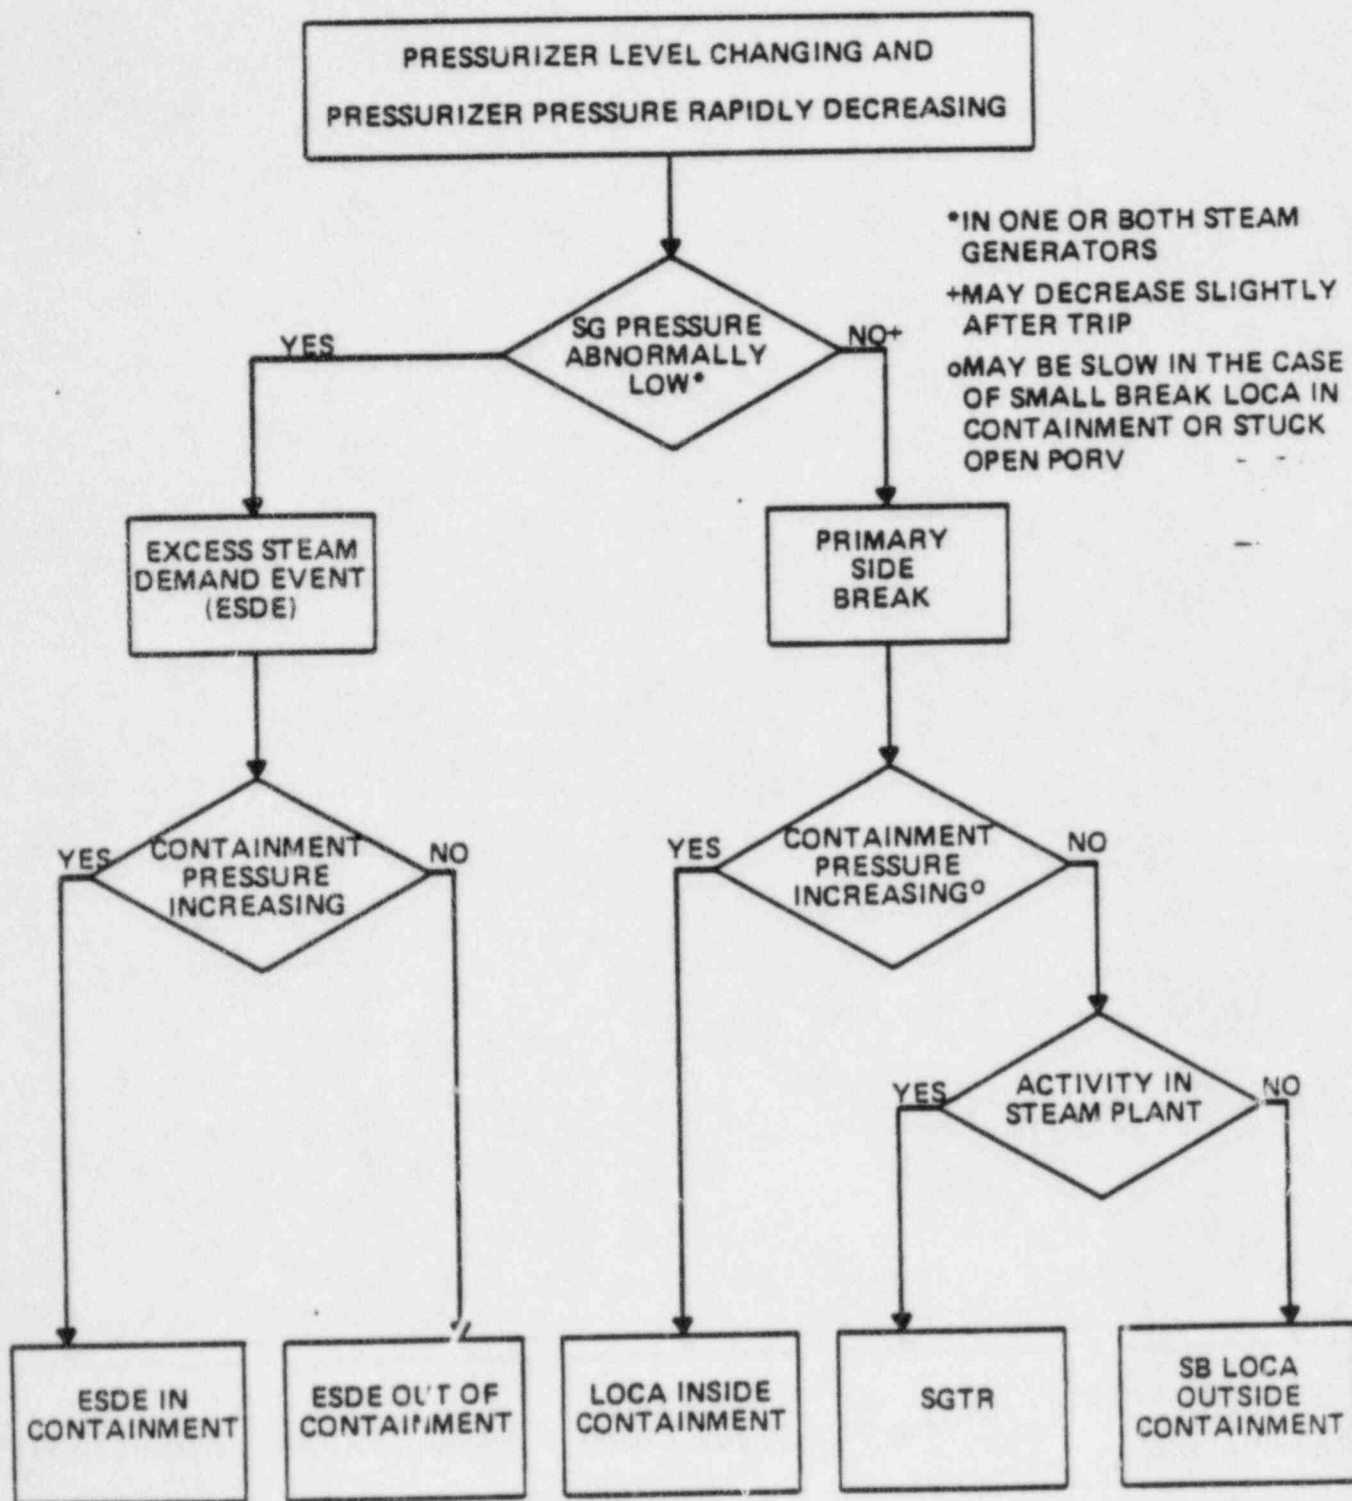 PRESSURIZER LEVEL CHANGING AND
PRESSURIZER PRESSURE RAPIDLY DECREASING
*IN ONE OR BOTH STEAM
GENERATORS
+MAY DECREASE SLIGHTLY
AFTER TRIP
oMAY BE SLOW IN THE CASE
OF SMALL BREAK LOCA IN
CONTAINMENT OR STUCK
OPEN PORV
YES
SG PRESSURE
ABNORMALLY
LOW*
NO+
EXCESS STEAM
DEMAND EVENT
(ESDE)
PRIMARY
SIDE
BREAK
YES
CONTAINMENT
PRESSURE
INCREASING
NO
YES
CONTAINMENT
PRESSURE
INCREASINGo
NO
YES
ACTIVITY IN
STEAM PLANT
NO
ESDE IN
CONTAINMENT
ESDE OUT OF
CONTAINMENT
LOCA INSIDE
CONTAINMENT
SGTR
SB LOCA
OUTSIDE
CONTAINMENT